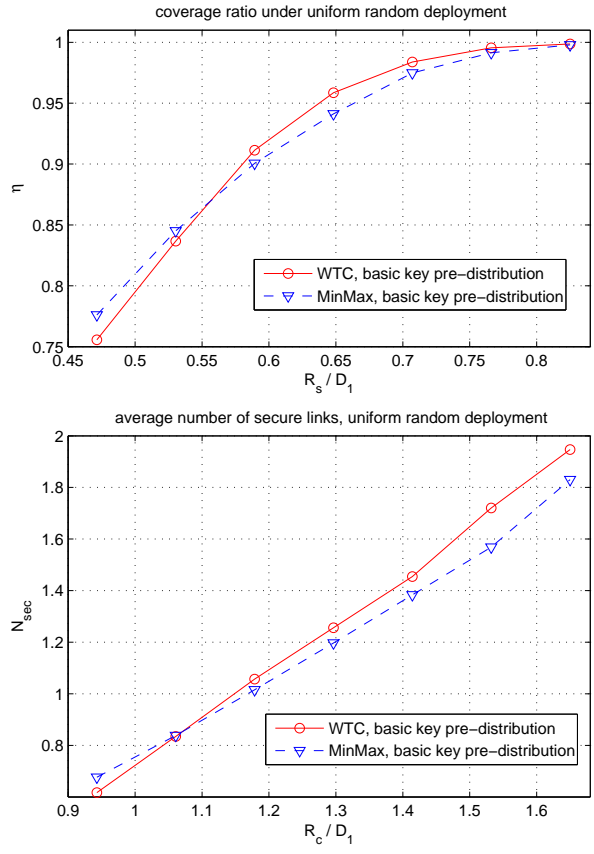 coverage ratio under uniform random deployment
1
0.95
0.9
0.85
0.8
0.75
η
WTC, basic key pre−distribution
MinMax, basic key pre−distribution
0.45 0.5 0.55 0.6 0.65 0.7 0.75 0.8
R_s / D_1
average number of secure links, uniform random deployment
2
1.8
1.6
1.4
1.2
1
0.8
N_sec
WTC, basic key pre−distribution
MinMax, basic key pre−distribution
0.9 1 1.1 1.2 1.3 1.4 1.5 1.6
R_c / D_1